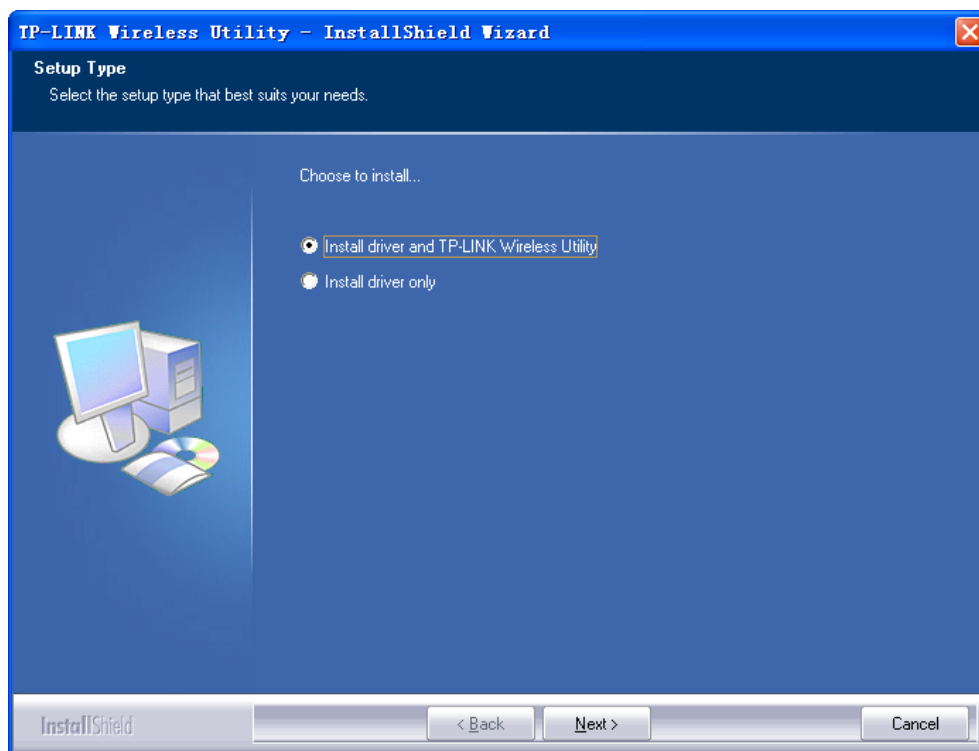 TP-LINK Wireless Utility - InstallShield Wizard
Setup Type
Select the setup type that best suits your needs.
Choose to install...
Install driver and TP-LINK Wireless Utility
Install driver only
InstallShield
< Back
Next >
Cancel